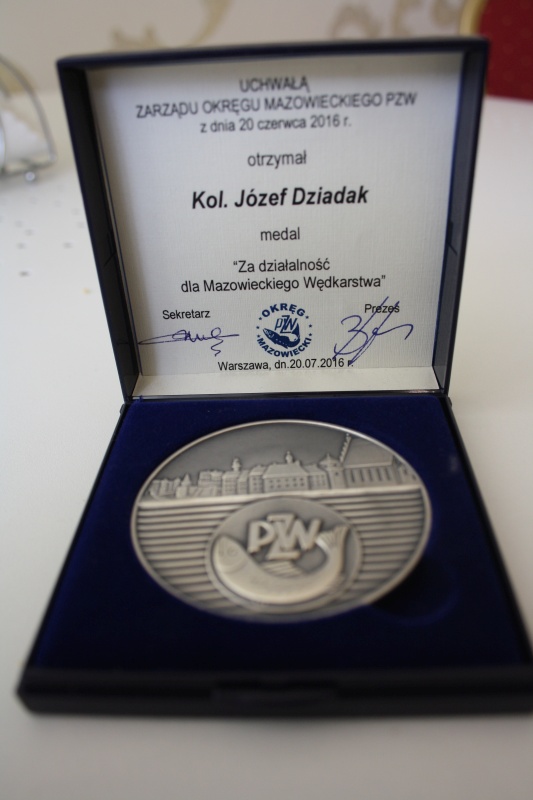 UCHWAŁĄ
ZARZĄDU OKRĘGU MAZOWIECKIEGO PZW
z dnia 20 czerwca 2016 r.
otrzymał
Kol. Józef Dziadak
medal
"Za działalność
dla Mazowieckiego Wędkarstwa"
Sekretarz
Prezes
OKRĘG
PZW
MAZOWIECKI
Warszawa, dn.20.07.2016 r.
PZW